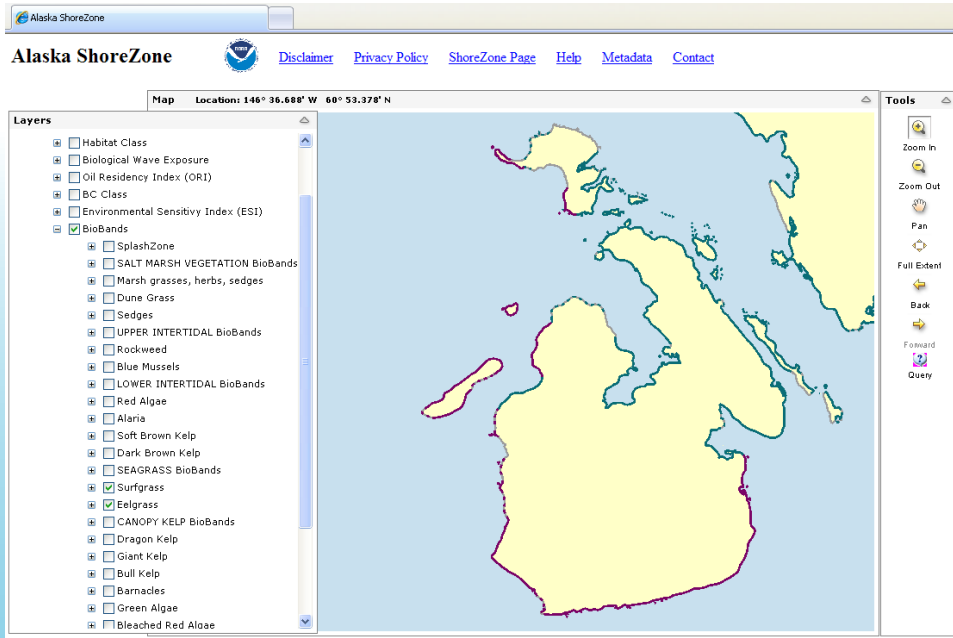 Alaska ShoreZone
Alaska ShoreZone
NOAA
Disclaimer Privacy Policy ShoreZone Page Help Metadata Contact
Map Location: 146° 36.688' W 60° 53.378' N
Tools
Layers
Habitat Class
Biological Wave Exposure
Oil Residency Index (ORI)
BC Class
Environmental Sensitivy Index (ESI)
BioBands
SplashZone
SALT MARSH VEGETATION BioBands
Marsh grasses, herbs, sedges
Dune Grass
Sedges
UPPER INTERTIDAL BioBands
Rockweed
Blue Mussels
LOWER INTERTIDAL BioBands
Red Algae
Alaria
Soft Brown Kelp
Dark Brown Kelp
SEAGRASS BioBands
Surfgrass
Eelgrass
CANOPY KELP BioBands
Dragon Kelp
Giant Kelp
Bull Kelp
Barnacles
Green Algae
Bleached Red Algae
Zoom In
Zoom Out
Pan
Full Extent
Back
Forward
Query